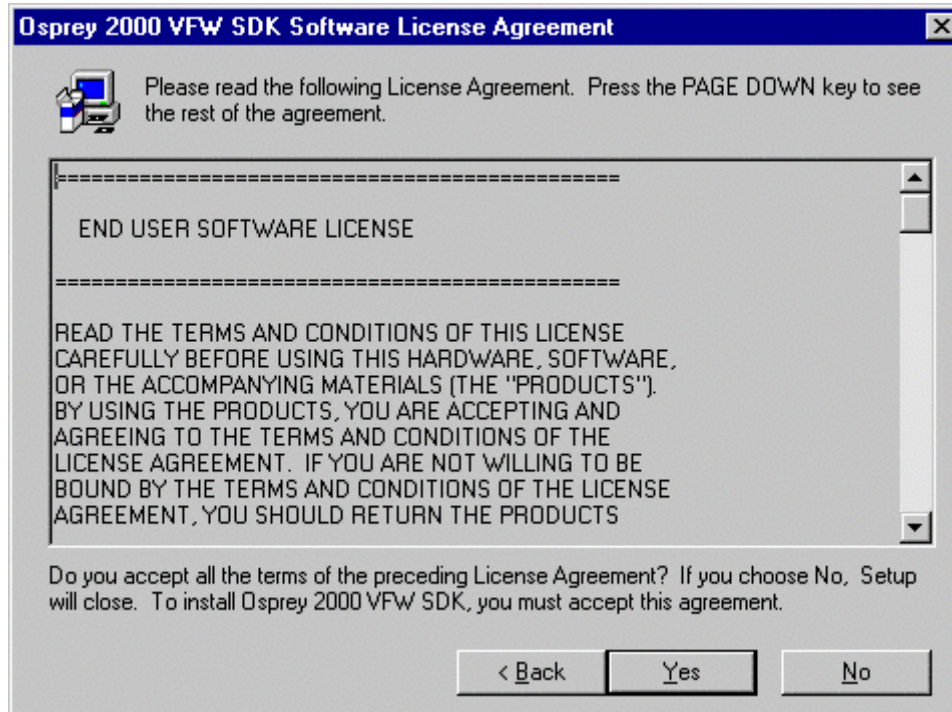 Osprey 2000 VFW SDK Software License Agreement
Please read the following License Agreement.  Press the PAGE DOWN key to see
the rest of the agreement.
================================================
END USER SOFTWARE LICENSE
================================================
READ THE TERMS AND CONDITIONS OF THIS LICENSE
CAREFULLY BEFORE USING THIS HARDWARE, SOFTWARE,
OR THE ACCOMPANYING MATERIALS (THE "PRODUCTS").
BY USING THE PRODUCTS, YOU ARE ACCEPTING AND
AGREEING TO THE TERMS AND CONDITIONS OF THE
LICENSE AGREEMENT.  IF YOU ARE NOT WILLING TO BE
BOUND BY THE TERMS AND CONDITIONS OF THE LICENSE
AGREEMENT, YOU SHOULD RETURN THE PRODUCTS
Do you accept all the terms of the preceding License Agreement?  If you choose No,  Setup
will close.  To install Osprey 2000 VFW SDK, you must accept this agreement.
< Back
Yes
No